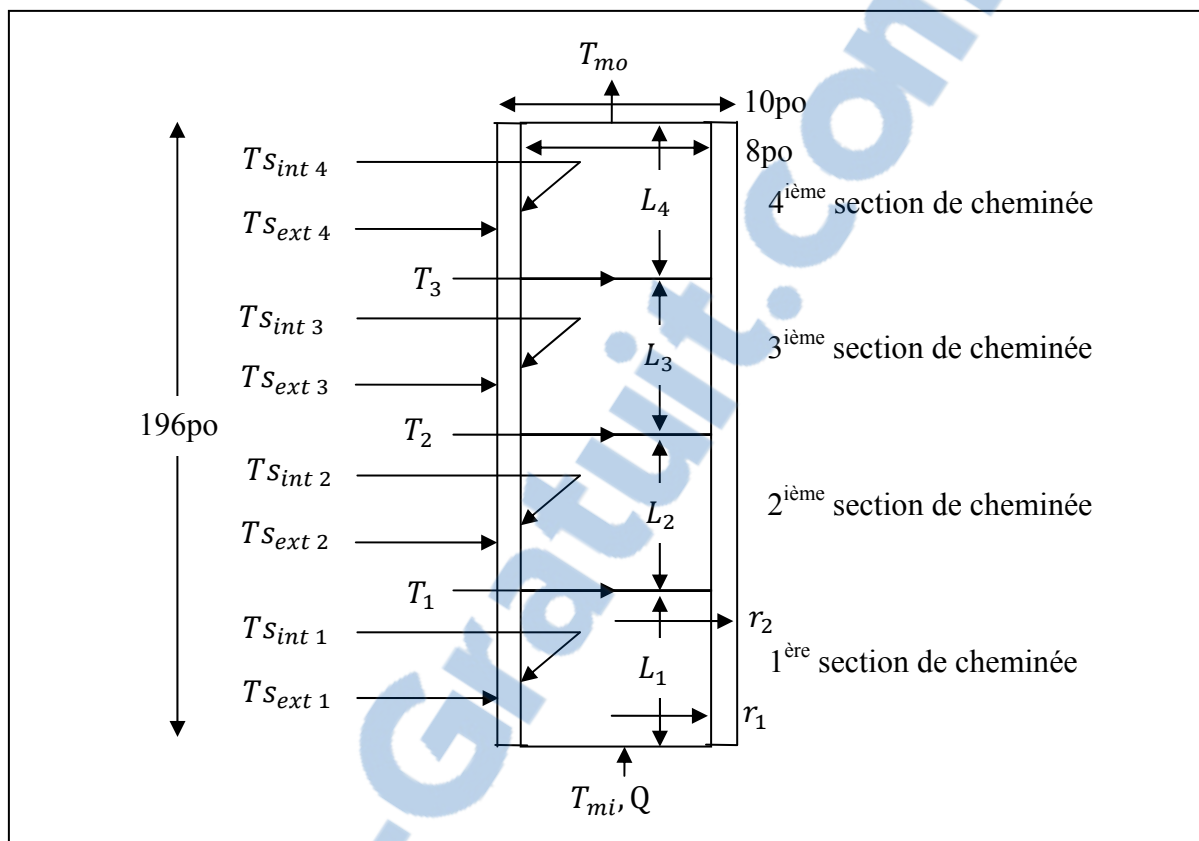 T_mo
10po
8po
Ts_int 4
L_4
4ième section de cheminée
Ts_ext 4
T_3
Ts_int 3
L_3
3ième section de cheminée
Ts_ext 3
196po
T_2
Ts_int 2
L_2
2ième section de cheminée
Ts_ext 2
T_1
r_2
Ts_int 1
L_1
1ère section de cheminée
Ts_ext 1
r_1
T_mi, Q
Gratuit.com